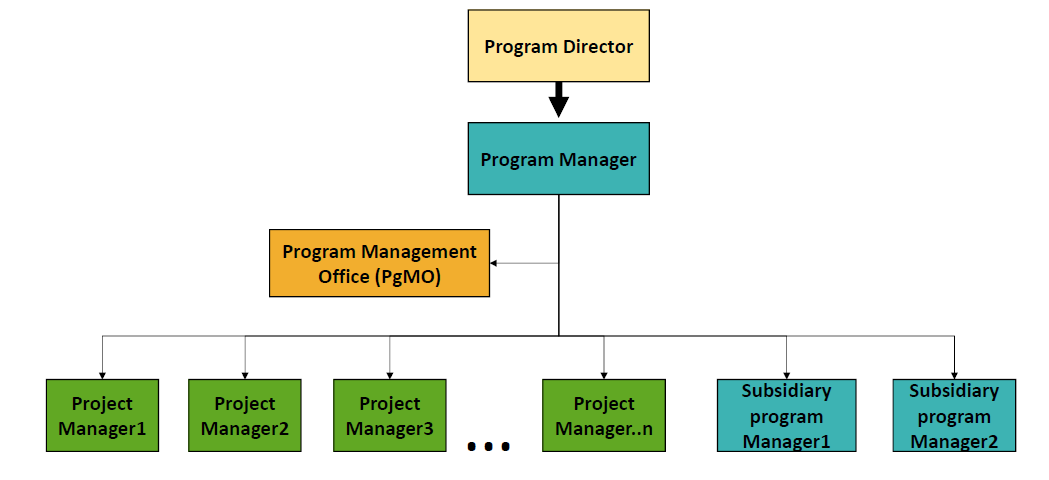 Program Director
Program Manager
Program Management
Office (PgMO)
Project
Manager1
Project
Manager2
Project
Manager3
...
Project
Manager..n
Subsidiary
program
Manager1
Subsidiary
program
Manager2